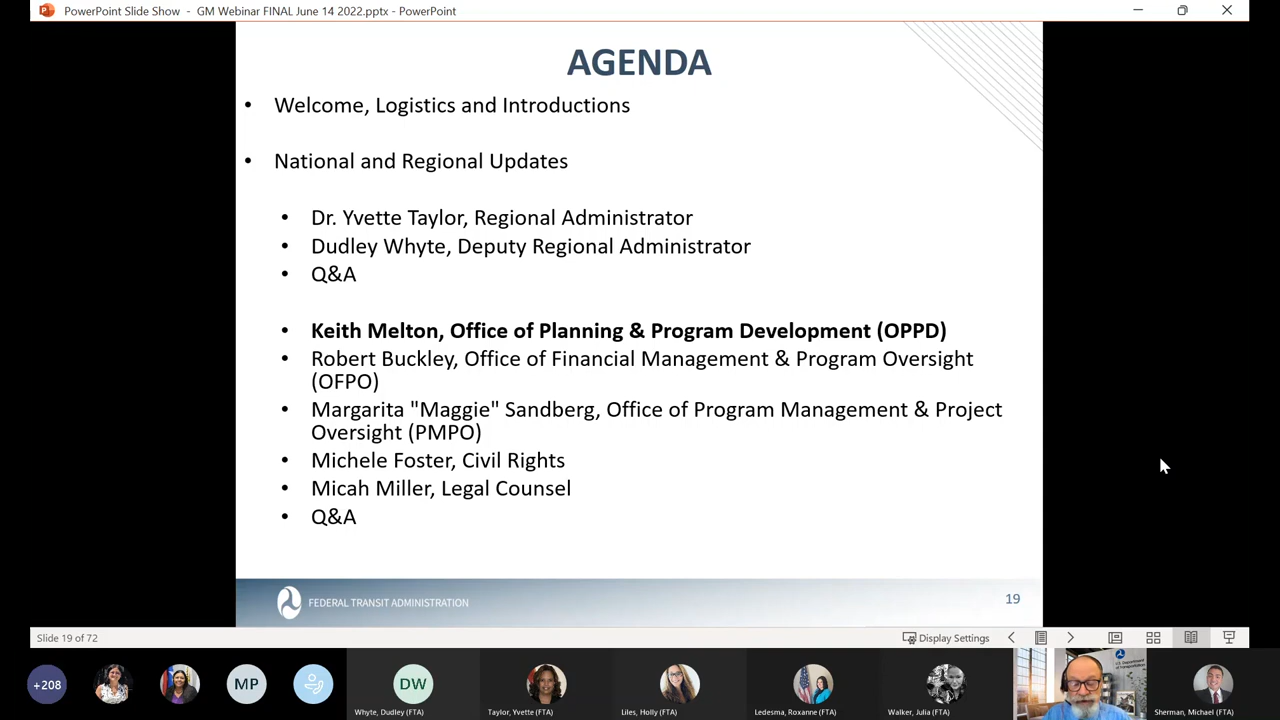 PowerPoint Slide Show - GM Webinar FINAL June 14 2022.pptx - PowerPoint
AGENDA
• Welcome, Logistics and Introductions
• National and Regional Updates
• Dr. Yvette Taylor, Regional Administrator
• Dudley Whyte, Deputy Regional Administrator
• Q&A
• Keith Melton, Office of Planning & Program Development (OPPD)
• Robert Buckley, Office of Financial Management & Program Oversight
(OFPO)
• Margarita "Maggie" Sandberg, Office of Program Management & Project
Oversight (PMPO)
• Michele Foster, Civil Rights
• Micah Miller, Legal Counsel
• Q&A
FEDERAL TRANSIT ADMINISTRATION
19
Slide 19 of 72
Display Settings
+208
MP
DW
Whyte, Dudley (FTA)
Taylor, Yvette (FTA)
Liles, Holly (FTA)
Ledesma, Roxanne (FTA)
Walker, Julia (FTA)
U.S. Department
of Transportation
Sherman, Michael (FTA)